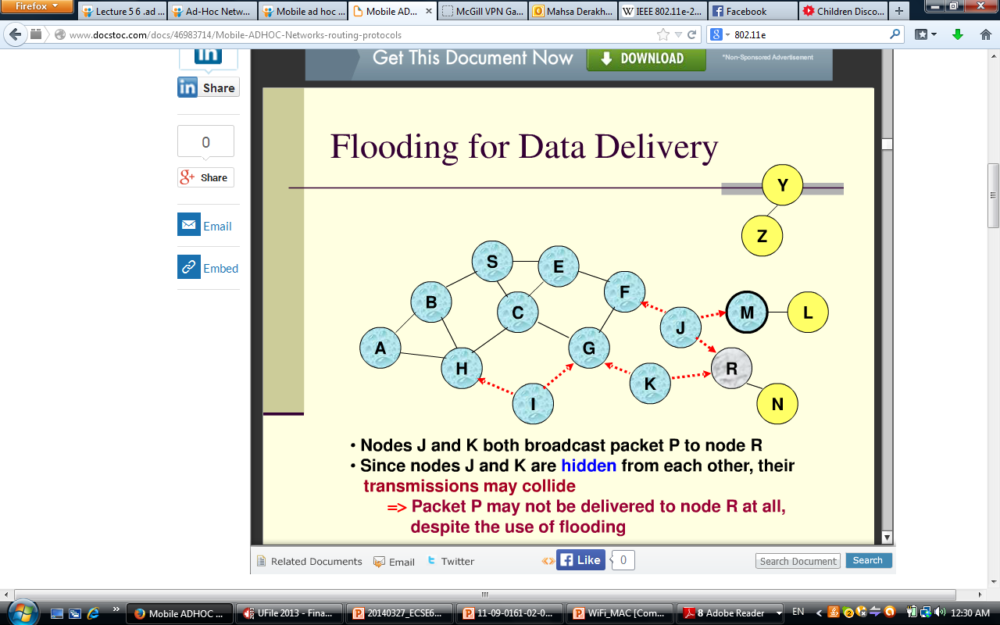 Firefox
Lecture 5 6 .ad ...
Ad-Hoc Netw...
Mobile ad hoc ...
Mobile AD...
McGill VPN Ga...
Mahsa Derakh...
IEEE 802.11e-2...
Facebook
Children Disco...
www.docstoc.com/docs/46983714/Mobile-ADHOC-Networks-routing-protocols
802.11e
Get This Document Now
DOWNLOAD
*Non-Sponsored Advertisement
in
in Share
0
g+ Share
Email
Embed
Flooding for Data Delivery
Y
Z
S
E
B
F
C
M
L
J
A
G
H
R
K
I
N
• Nodes J and K both broadcast packet P to node R
• Since nodes J and K are hidden from each other, their
transmissions may collide
=> Packet P may not be delivered to node R at all,
despite the use of flooding
Related Documents
Email
Twitter
Like
0
Search Document
Search
Mobile ADHOC ...
UFile 2013 - Fina...
20140327_ECSE6...
11-09-0161-02-0...
WiFi_MAC [Com...
8 Adobe Reader
EN
12:30 AM